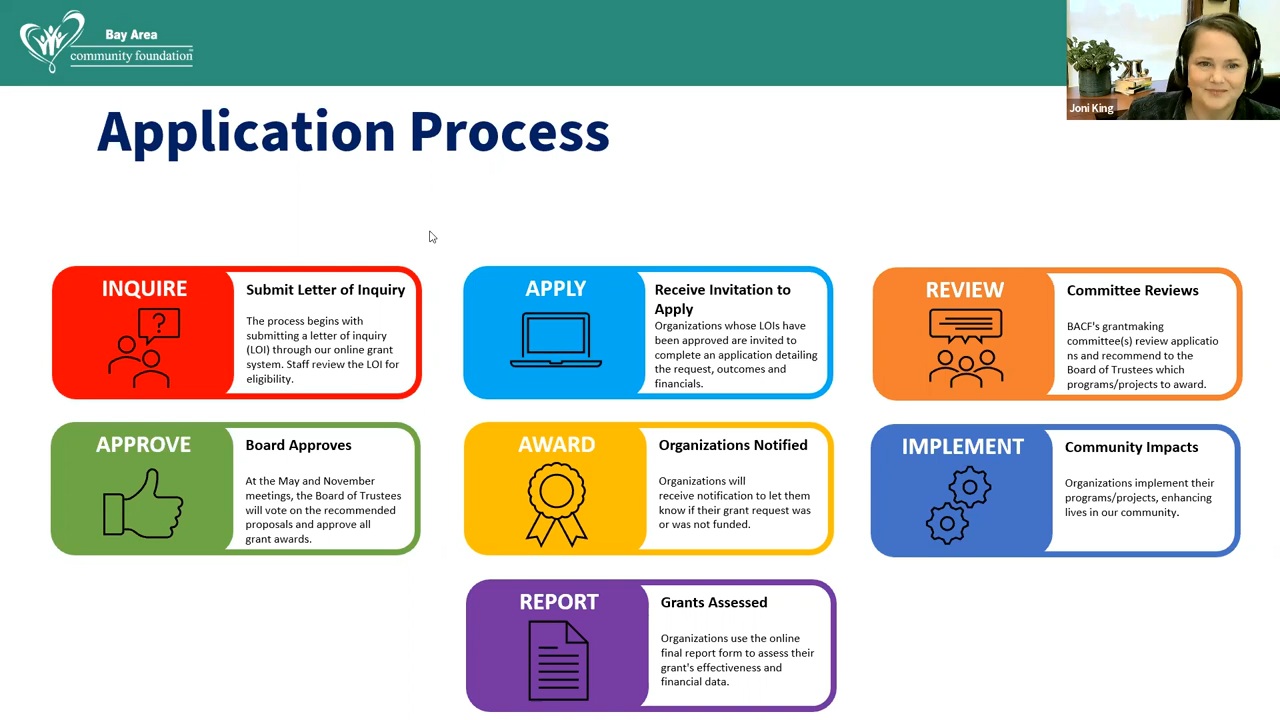 Bay Area
community foundation
Joni King
Application Process
INQUIRE
Submit Letter of Inquiry
The process begins with
submitting a letter of inquiry
(LOI) through our online grant
system. Staff review the LOI for
eligibility.
?
APPLY
Receive Invitation to
Apply
Organizations whose LOIs have
been approved are invited to
complete an application detailing
the request, outcomes and
financials.
REVIEW
Committee Reviews
BACF's grantmaking
committee(s) review applicatio
ns and recommend to the
Board of Trustees which
programs/projects to award.
APPROVE
Board Approves
At the May and November
meetings, the Board of Trustees
will vote on the recommended
proposals and approve all
grant awards.
AWARD
Organizations Notified
Organizations will
receive notification to let them
know if their grant request was
or was not funded.
IMPLEMENT
Community Impacts
Organizations implement their
programs/projects, enhancing
lives in our community.
REPORT
Grants Assessed
Organizations use the online
final report form to assess their
grant's effectiveness and
financial data.